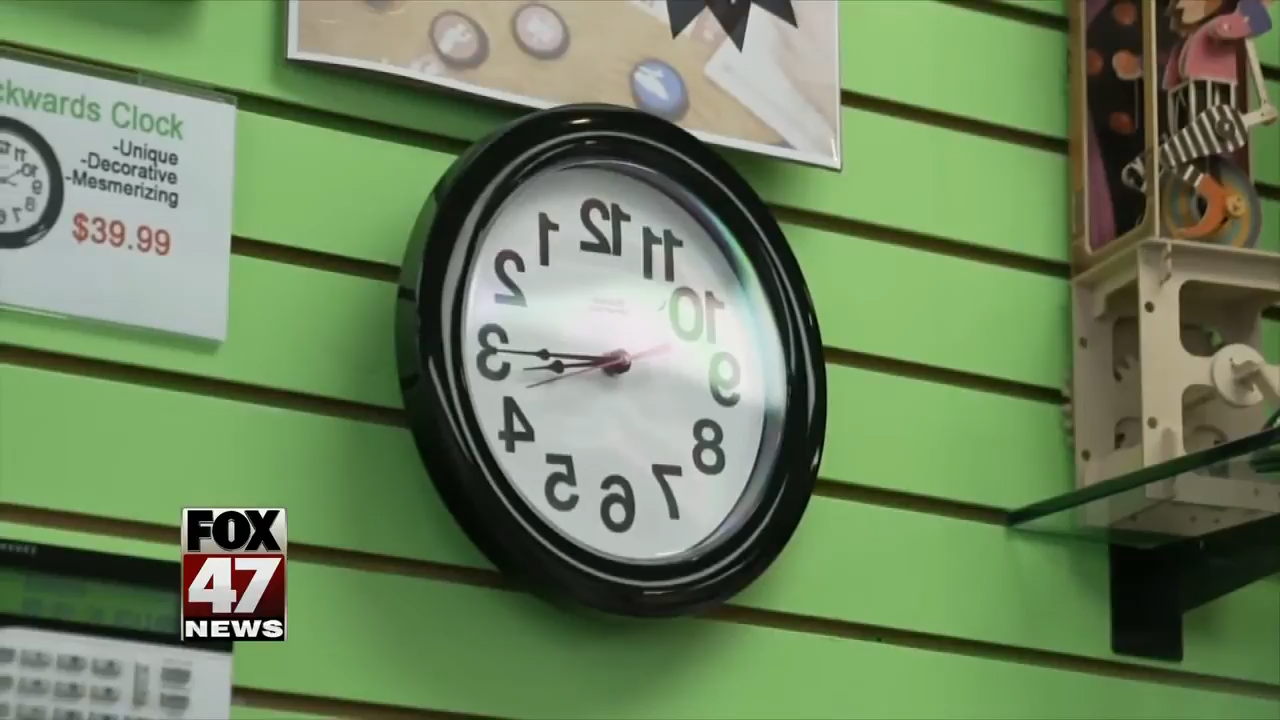 ckwards Clock
-Unique
-Decorative
-Mesmerizing
$39.99
12
11
1
10
2
9
3
8
4
7
5
6
FOX
47
NEWS